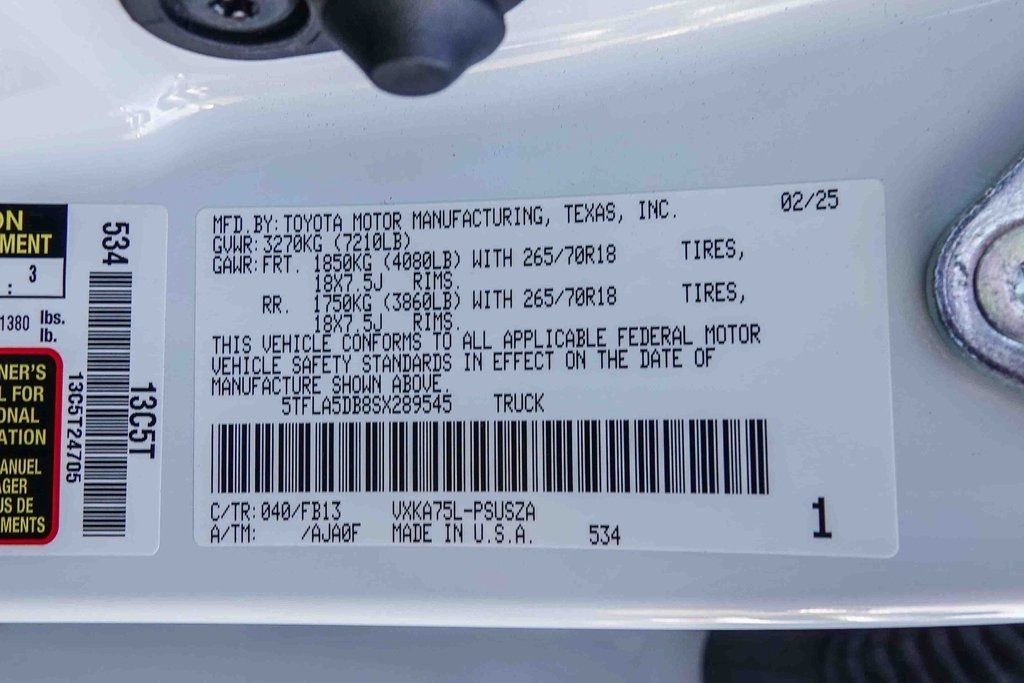 ON
MENT
: 3
1380 lbs.
lb.
NER'S
L FOR
ONAL
ATION
ANUEL
AGER
US DE
MENTS
534
13C5T
13C5T24705
MFD.BY: TOYOTA MOTOR MANUFACTURING, TEXAS, INC. 02/25
GVWR: 3270KG (7210LB)
GAWR: FRT. 1850KG (4080LB) WITH 265/70R18 TIRES,
18X7.5J RIMS.
RR. 1750KG (3860LB) WITH 265/70R18 TIRES,
18X7.5J RIMS.
THIS VEHICLE CONFORMS TO ALL APPLICABLE FEDERAL MOTOR
VEHICLE SAFETY STANDARDS IN EFFECT ON THE DATE OF
MANUFACTURE SHOWN ABOVE.
5TFLA5DB8SX289545 TRUCK
C/TR: 040/FB13 VXKA75L-PSUSZA
A/TM: /AJA0F MADE IN U.S.A. 534
1